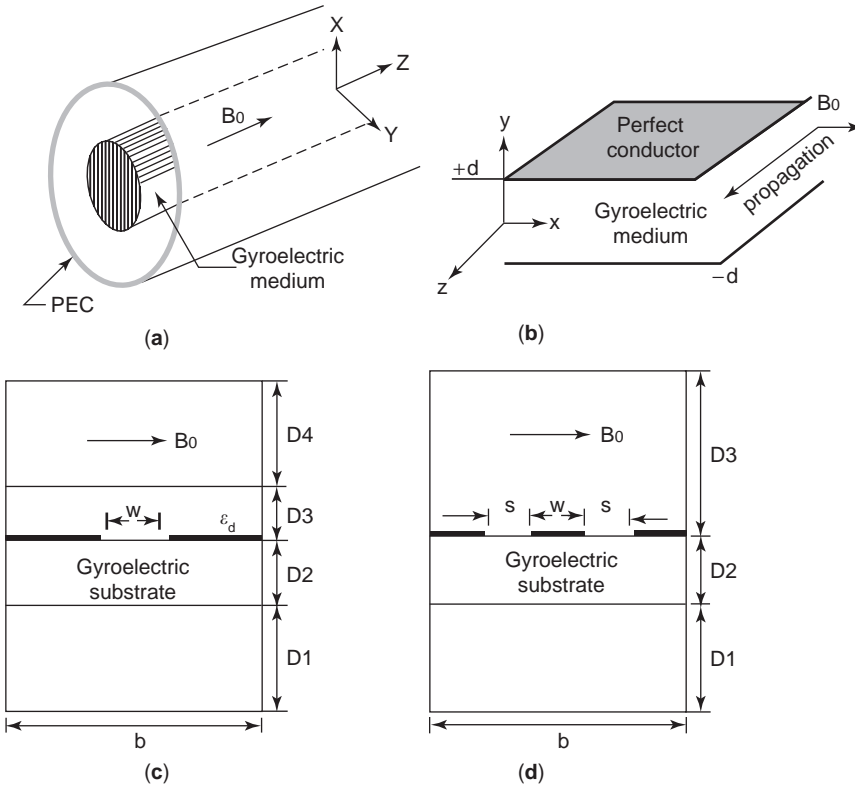 X
Z
Y
B0
Gyroelectric
medium
PEC
(a)
B0
y
Perfect
conductor
+d
propagation
Gyroelectric
medium
x
z
−d
(b)
B0
D4
w
εd
D3
Gyroelectric
substrate
D2
D1
b
(c)
B0
D3
s
w
s
Gyroelectric
substrate
D2
D1
b
(d)